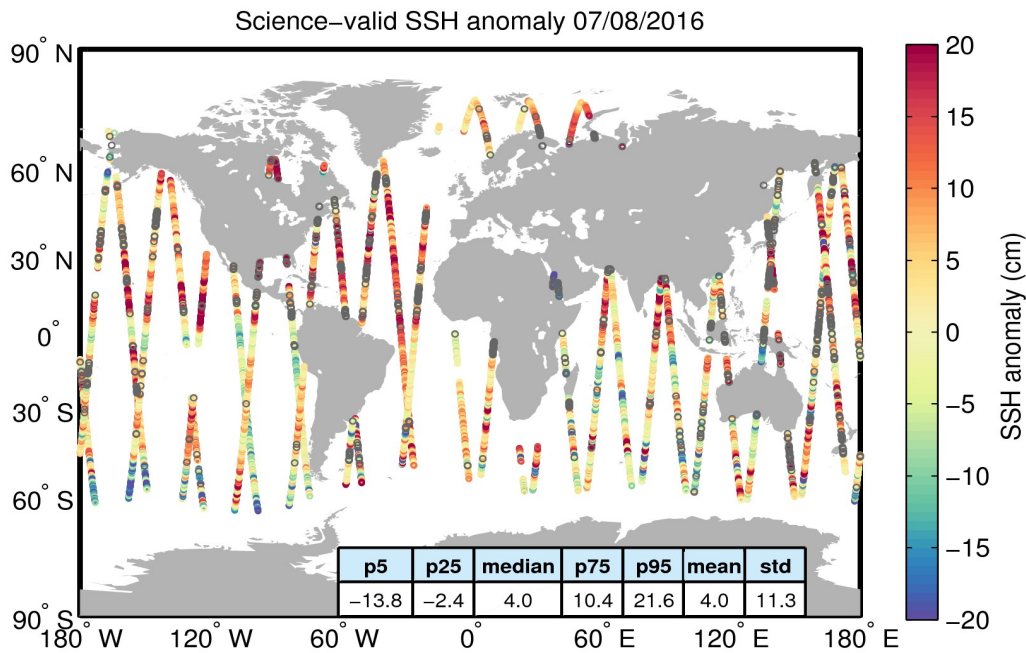 Science−valid SSH anomaly 07/08/2016
90° N
60° N
30° N
0°
30° S
60° S
90° S
180° W
120° W
60° W
0°
60° E
120° E
180° E
p5 p25 median p75 p95 mean std
−13.8 −2.4 4.0 10.4 21.6 4.0 11.3
20
15
10
5
0
−5
−10
−15
−20
SSH anomaly (cm)